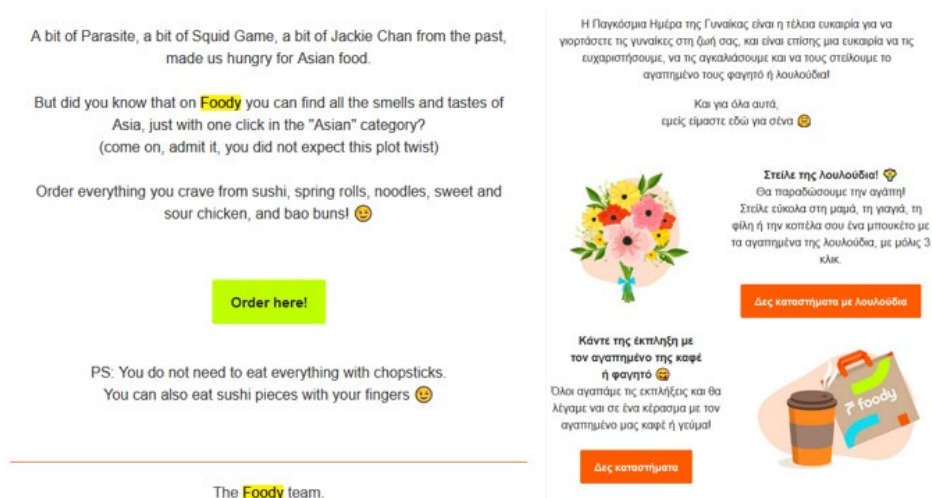 A bit of Parasite, a bit of Squid Game, a bit of Jackie Chan from the past,
made us hungry for Asian food.
But did you know that on Foody you can find all the smells and tastes of
Asia, just with one click in the "Asian" category?
(come on, admit it, you did not expect this plot twist)
Order everything you crave from sushi, spring rolls, noodles, sweet and
sour chicken, and bao buns! 😉
Order here!
PS: You do not need to eat everything with chopsticks.
You can also eat sushi pieces with your fingers 😉
The Foody team.
Η Παγκόσμια Ημέρα της Γυναίκας είναι η τέλεια ευκαιρία για να
γιορτάσετε τις γυναίκες στη ζωή σας, και είναι επίσης μια ευκαιρία να τις
ευχαριστήσουμε, να τις αγκαλιάσουμε και να τους στείλουμε το
αγαπημένο τους φαγητό ή λουλούδια!
Και για όλα αυτά,
εμείς είμαστε εδώ για σένα 🤗
Στείλε της λουλούδια! 💐
Θα παραδώσουμε την αγάπη!
Στείλε εύκολα στη μαμά, τη γιαγιά, τη
φίλη ή την κοπέλα σου ένα μπουκέτο με
τα αγαπημένα της λουλούδια, με μόλις 3
κλικ.
Δες καταστήματα με λουλούδια
Κάντε της έκπληξη με
τον αγαπημένο της καφέ
ή φαγητό 😋
Όλοι αγαπάμε τις εκπλήξεις και θα
λέγαμε ναι σε ένα κέρασμα με τον
αγαπημένο μας καφέ ή γεύμα!
Δες καταστήματα
foody